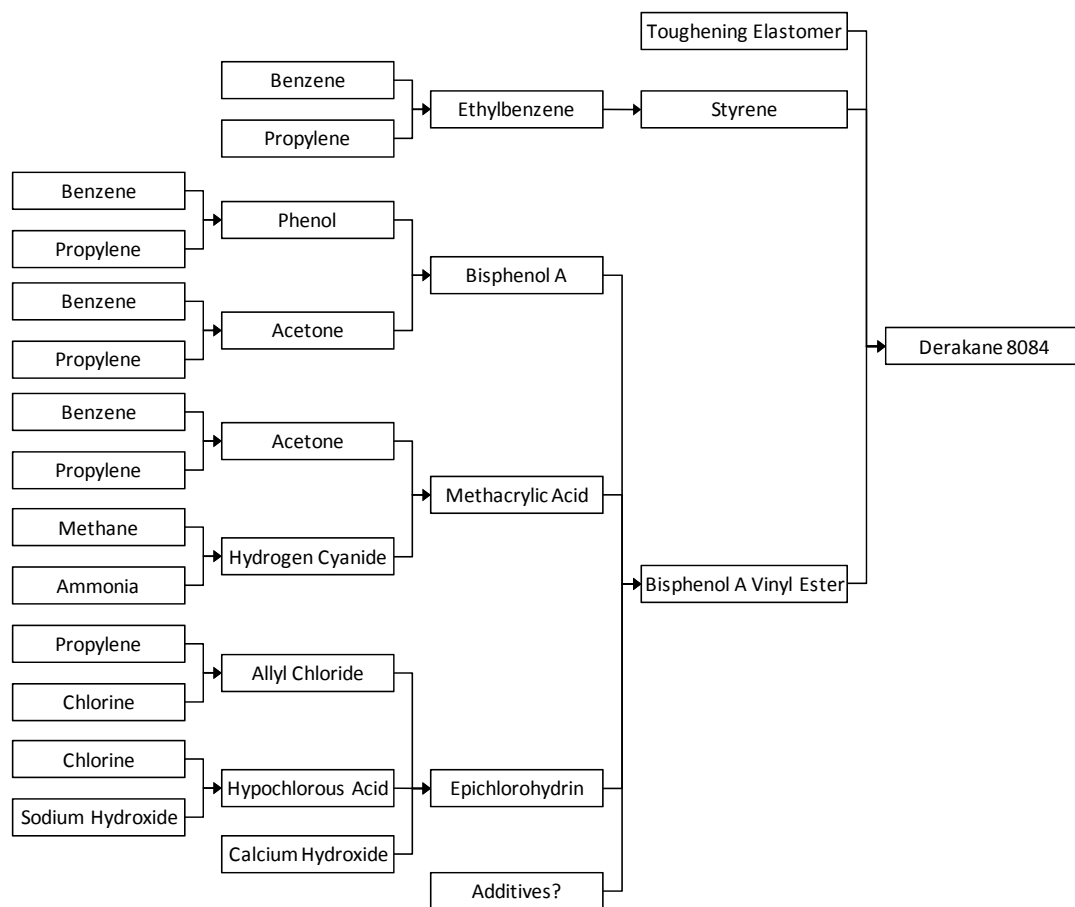 Toughening Elastomer
Benzene
Ethylbenzene
Styrene
Propylene
Benzene
Phenol
Propylene
Bisphenol A
Benzene
Acetone
Propylene
Derakane 8084
Benzene
Acetone
Propylene
Methacrylic Acid
Methane
Hydrogen Cyanide
Ammonia
Bisphenol A Vinyl Ester
Propylene
Allyl Chloride
Chlorine
Chlorine
Hypochlorous Acid
Epichlorohydrin
Sodium Hydroxide
Calcium Hydroxide
Additives?